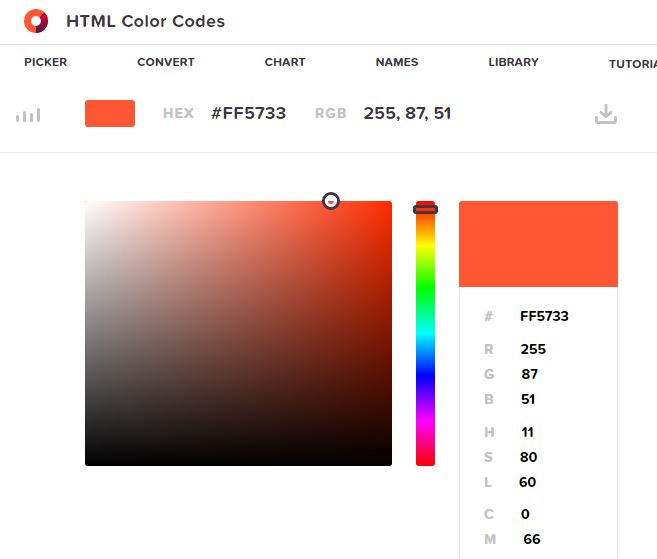 HTML Color Codes
PICKER CONVERT CHART NAMES LIBRARY TUTORIA
HEX #FF5733 RGB 255, 87, 51
# FF5733
R 255
G 87
B 51
H 11
S 80
L 60
C 0
M 66